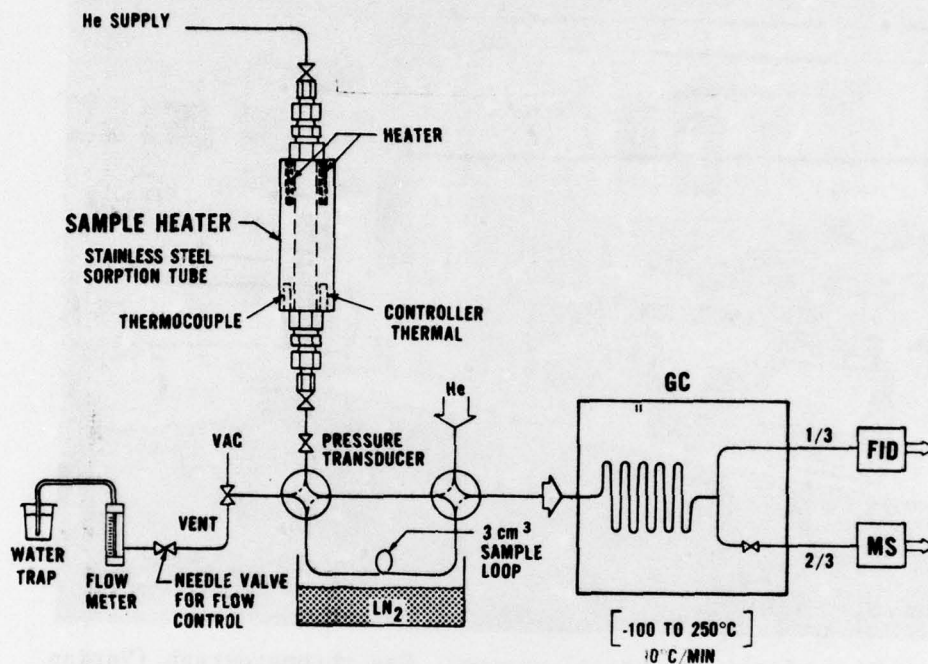 He SUPPLY
HEATER
SAMPLE HEATER
STAINLESS STEEL
SORPTION TUBE
THERMOCOUPLE
CONTROLLER
THERMAL
He
GC
VAC
PRESSURE
TRANSDUCER
1/3
FID
VENT
3 cm³
SAMPLE
LOOP
2/3
MS
WATER
TRAP
FLOW
METER
NEEDLE VALVE
FOR FLOW
CONTROL
LN₂
-100 TO 250°C
10°C/MIN